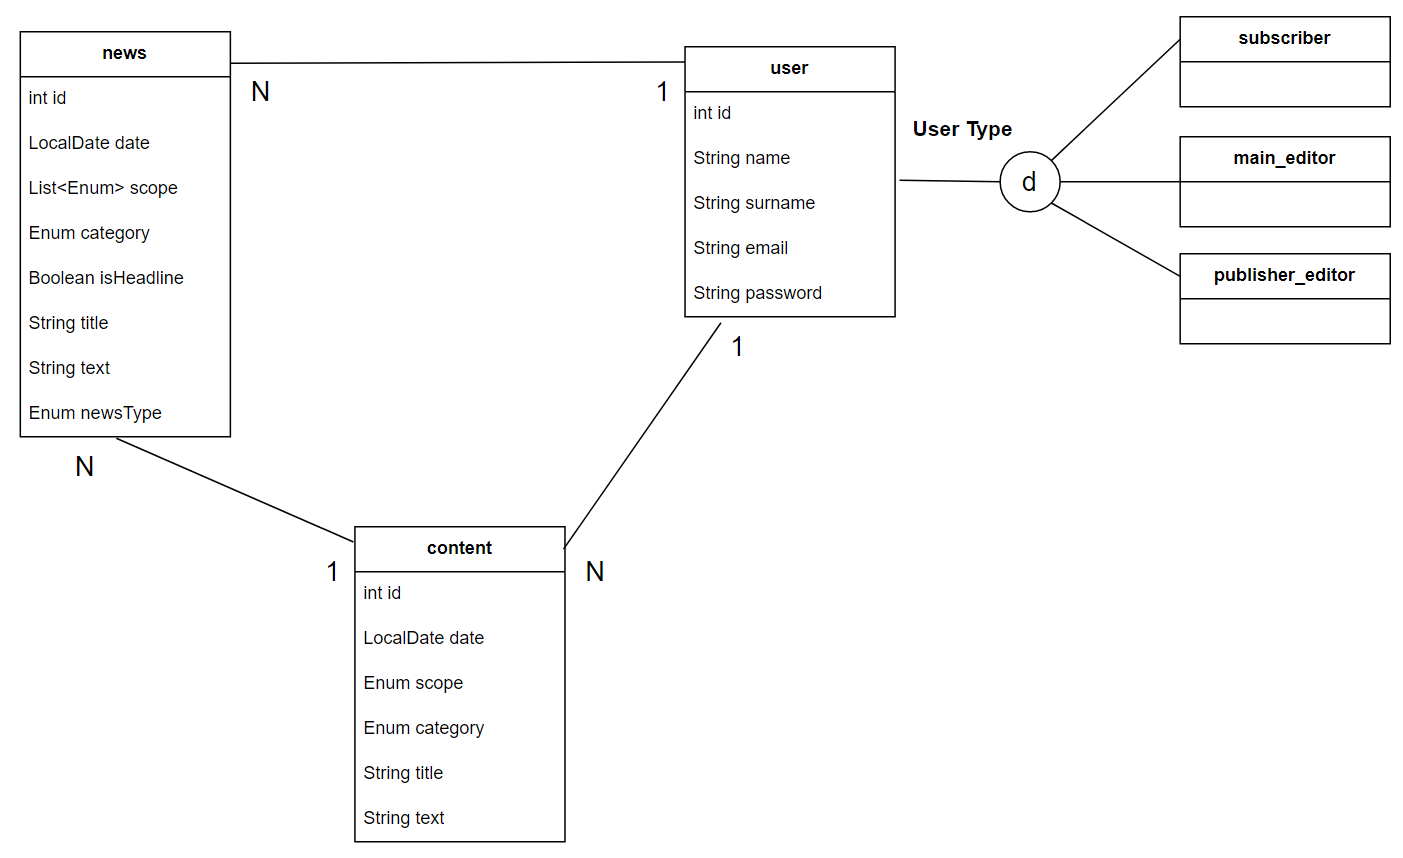 news
int id
LocalDate date
List<Enum> scope
Enum category
Boolean isHeadline
String title
String text
Enum newsType
N
1
user
int id
String name
String surname
String email
String password
User Type
d
subscriber
main_editor
publisher_editor
1
N
1
N
content
int id
LocalDate date
Enum scope
Enum category
String title
String text